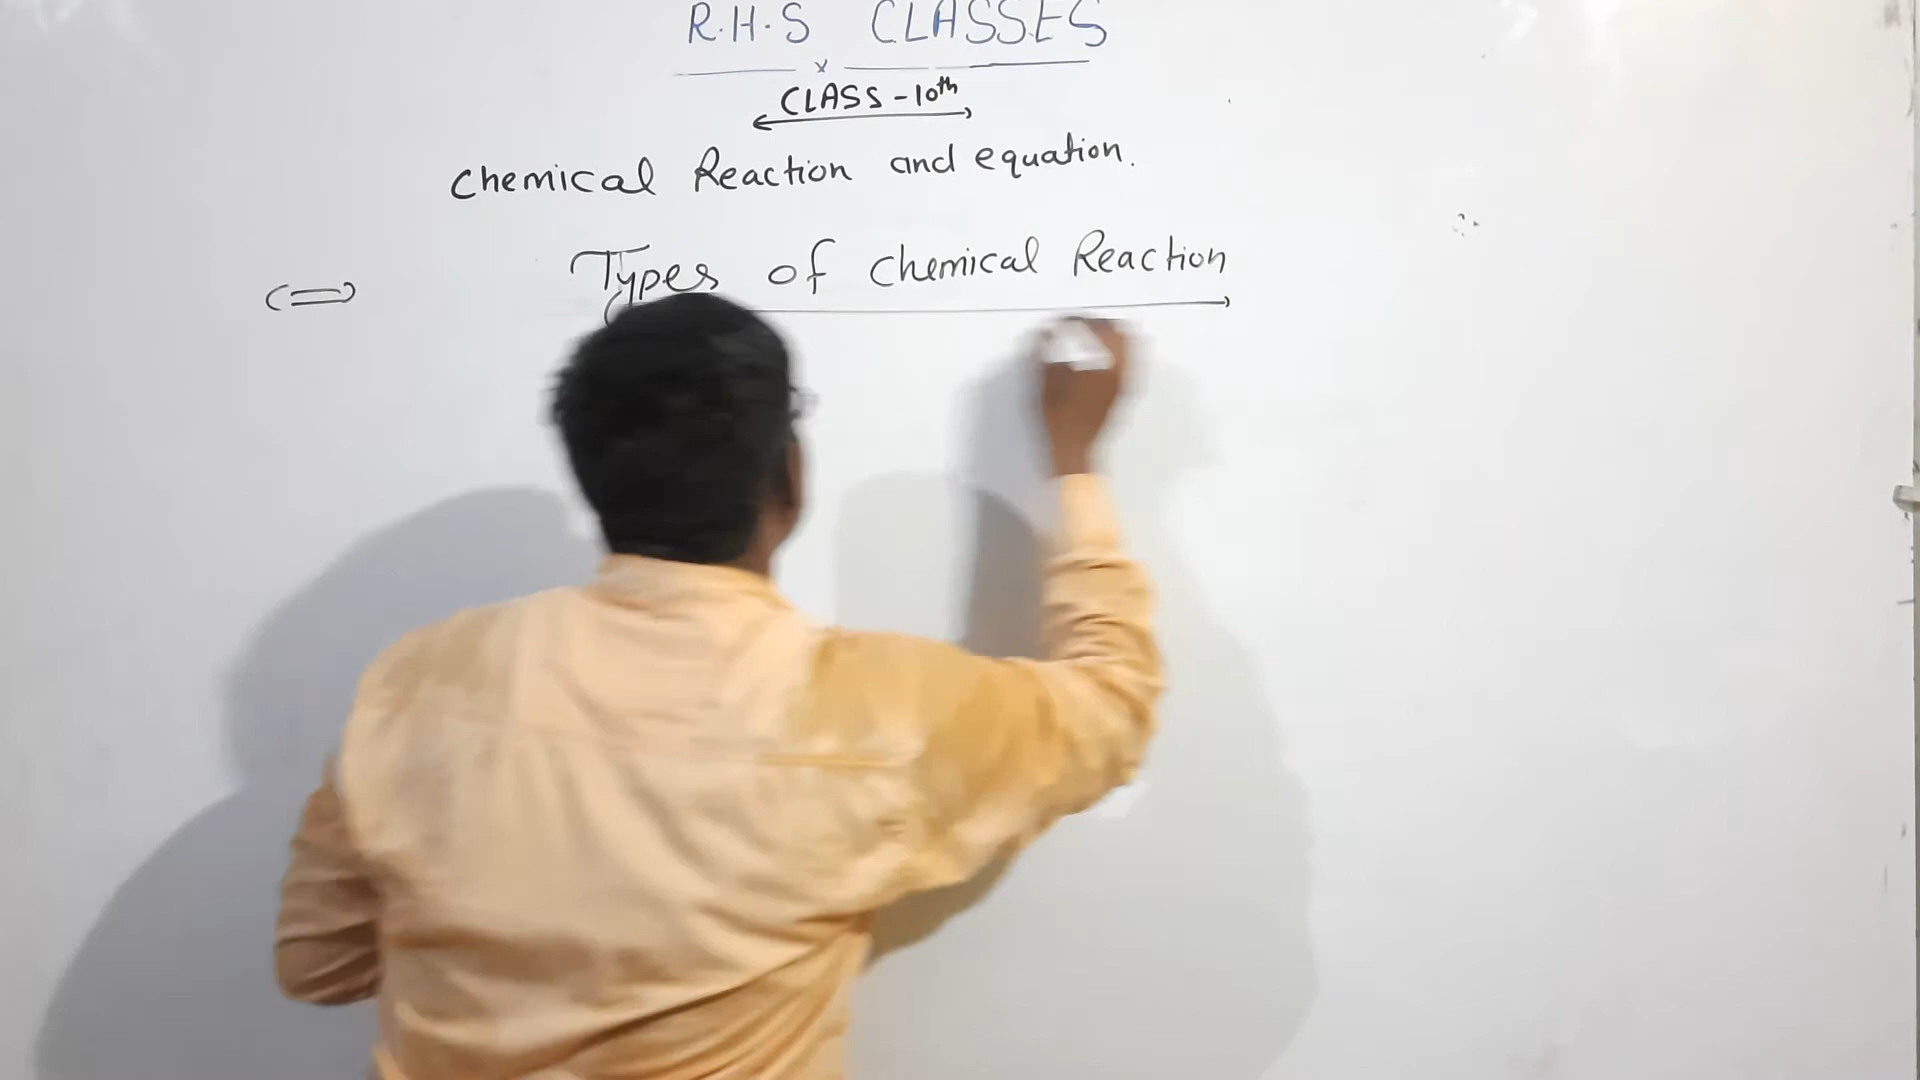 R.H.S CLASSES
CLASS-10th
Chemical Reaction and equation.
Types of Chemical Reaction